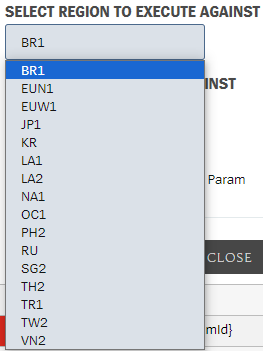 SELECT REGION TO EXECUTE AGAINST
BR1
BR1
EUN1
INST
EUW1
JP1
KR
LA1
LA2
Param
NA1
OC1
PH2
RU
SG2
CLOSE
TH2
TR1
TW2
mId}
VN2